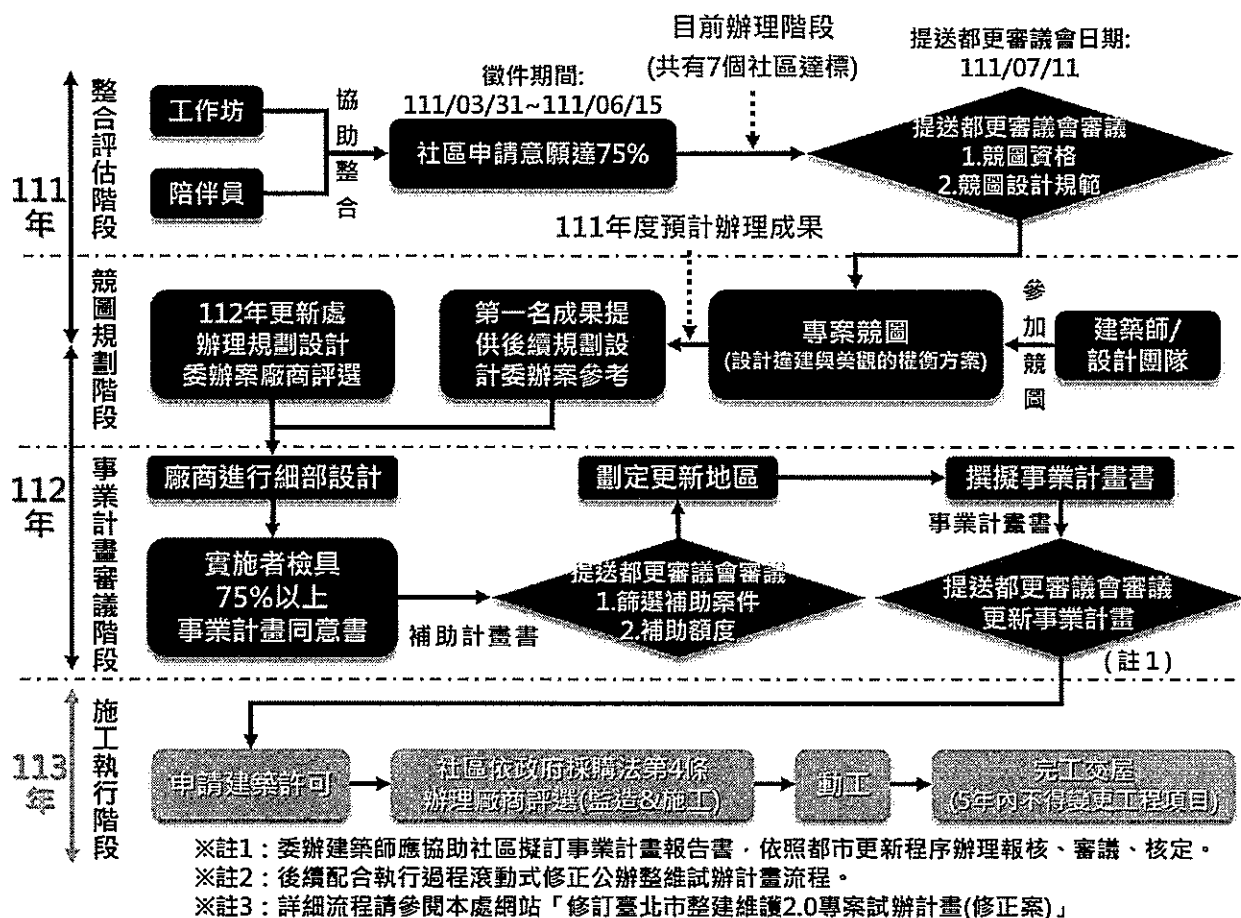 目前辦理階段
(共有7個社區達標)
提送都更審議會日期:
111/07/11
徵件期間:
111/03/31~111/06/15
111年
整合評估階段
工作坊
陪伴員
協助整合
社區申請意願達75%
提送都更審議會審議
1.競圖資格
2.競圖設計規範
111年度預計辦理成果
競圖規劃階段
112年更新處
辦理規劃設計
委辦案廠商評選
第一名成果提
供後續規劃設
計委辦案參考
專案競圖
(設計違建與美觀的權衡方案)
參加競圖
建築師/
設計團隊
112年
事業計畫審議階段
廠商進行細部設計
劃定更新地區
撰擬事業計畫書
事業計畫書
實施者檢具
75%以上
事業計畫同意書
補助計畫書
提送都更審議會審議
1.篩選補助案件
2.補助額度
提送都更審議會審議
更新事業計畫
(註1)
113年
施工執行階段
申請建築許可
社區依政府採購法第4條
辦理廠商評選(監造&施工)
動工
完工交屋
(5年內不得變更工程項目)
※註1：委辦建築師應協助社區擬訂事業計畫報告書，依照都市更新程序辦理報核、審議、核定。
※註2：後續配合執行過程滾動式修正公辦整維試辦計畫流程。
※註3：詳細流程請參閱本處網站「修訂臺北市整建維護2.0專案試辦計畫(修正案)」